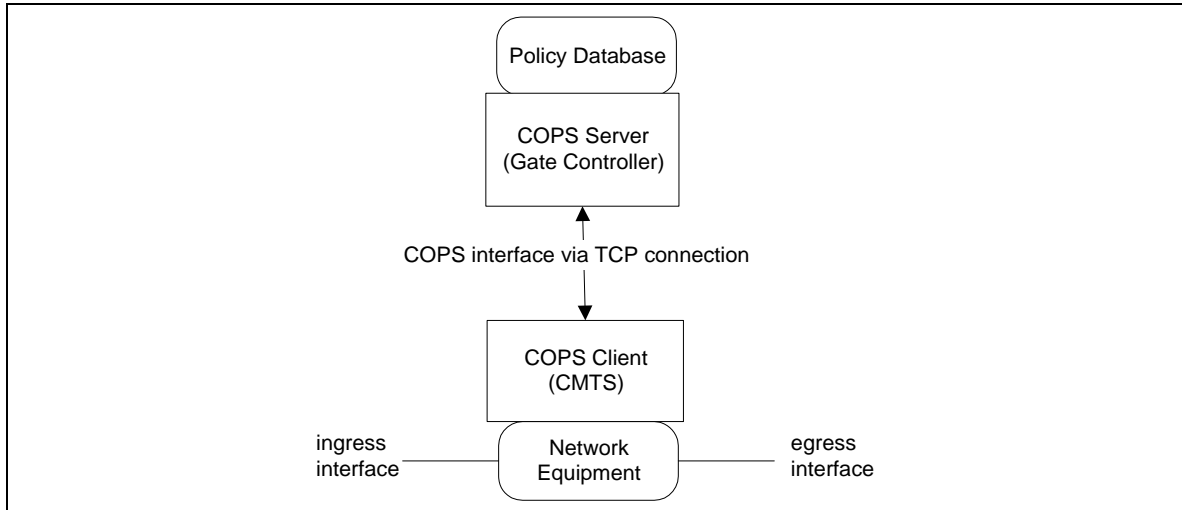 Policy Database
COPS Server
(Gate Controller)
COPS interface via TCP connection
COPS Client
(CMTS)
ingress
interface
Network
Equipment
egress
interface